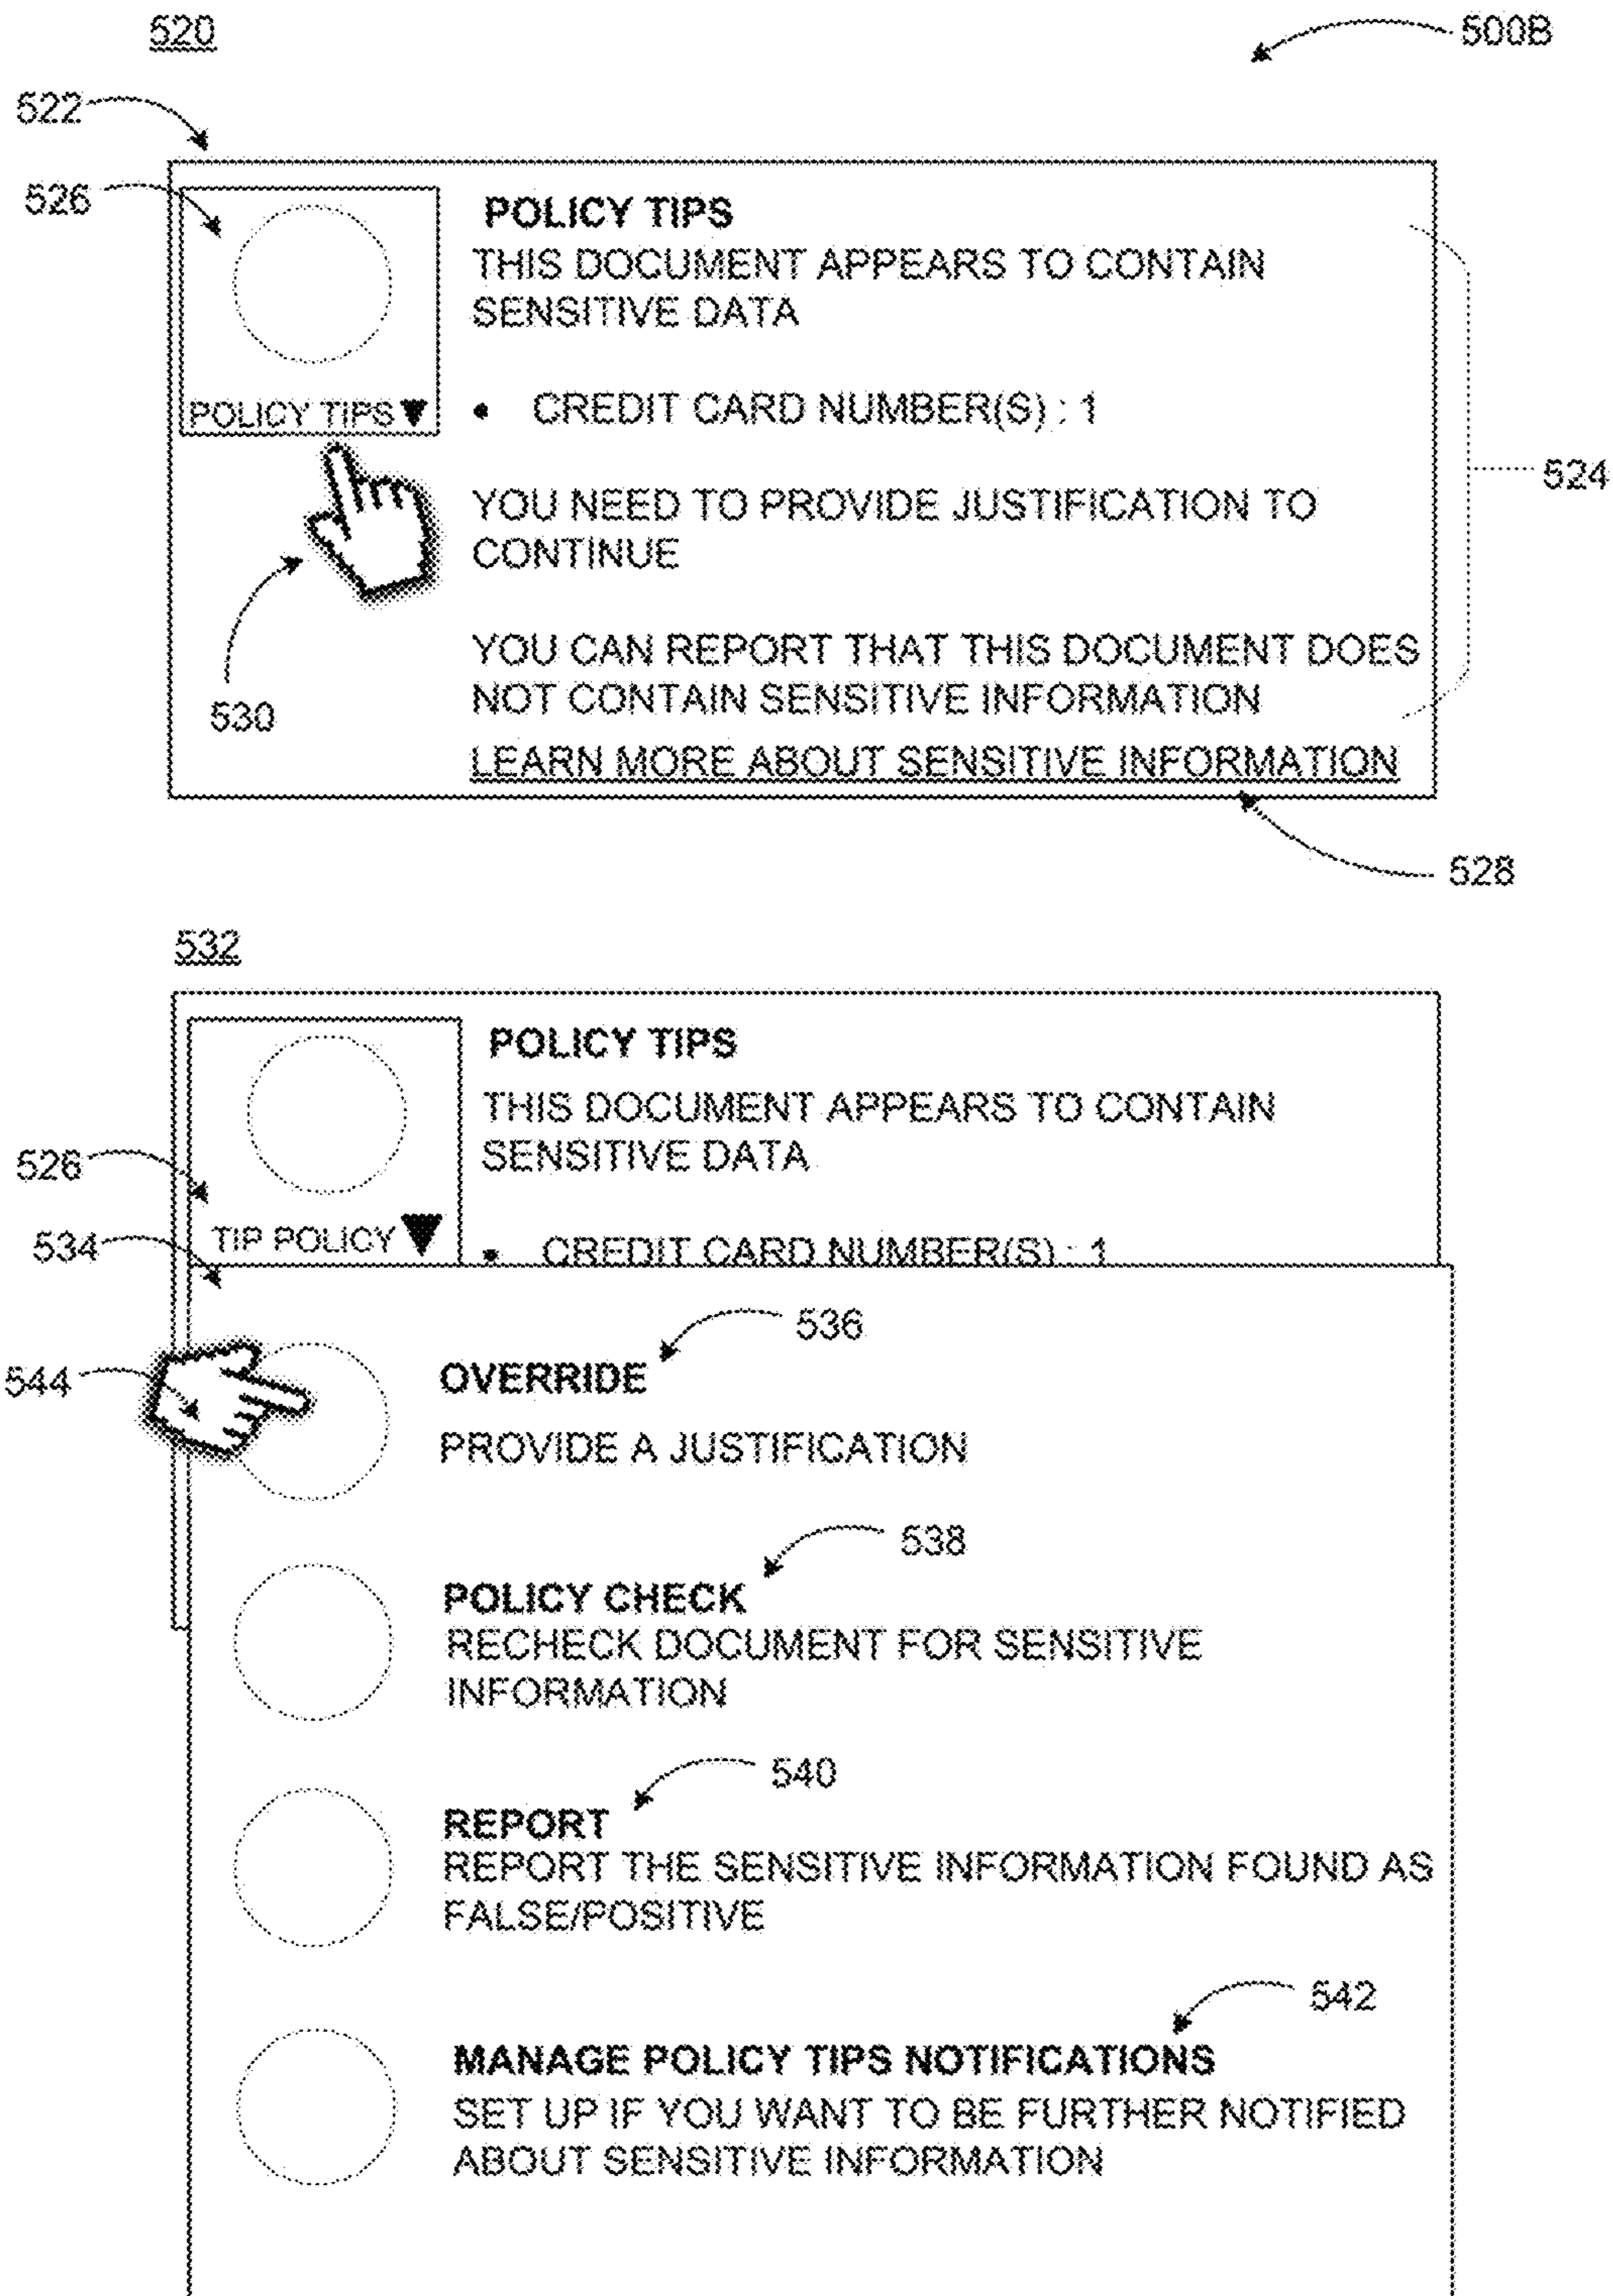 520
500B
522
526
POLICY TIPS
THIS DOCUMENT APPEARS TO CONTAIN
SENSITIVE DATA
POLICY TIPS
• CREDIT CARD NUMBER(S) : 1
524
YOU NEED TO PROVIDE JUSTIFICATION TO
CONTINUE
YOU CAN REPORT THAT THIS DOCUMENT DOES
NOT CONTAIN SENSITIVE INFORMATION
530
LEARN MORE ABOUT SENSITIVE INFORMATION
528
532
POLICY TIPS
THIS DOCUMENT APPEARS TO CONTAIN
SENSITIVE DATA
526
534
TIP POLICY
• CREDIT CARD NUMBER(S) : 1
536
544
OVERRIDE
PROVIDE A JUSTIFICATION
538
POLICY CHECK
RECHECK DOCUMENT FOR SENSITIVE
INFORMATION
540
REPORT
REPORT THE SENSITIVE INFORMATION FOUND AS
FALSE/POSITIVE
542
MANAGE POLICY TIPS NOTIFICATIONS
SET UP IF YOU WANT TO BE FURTHER NOTIFIED
ABOUT SENSITIVE INFORMATION